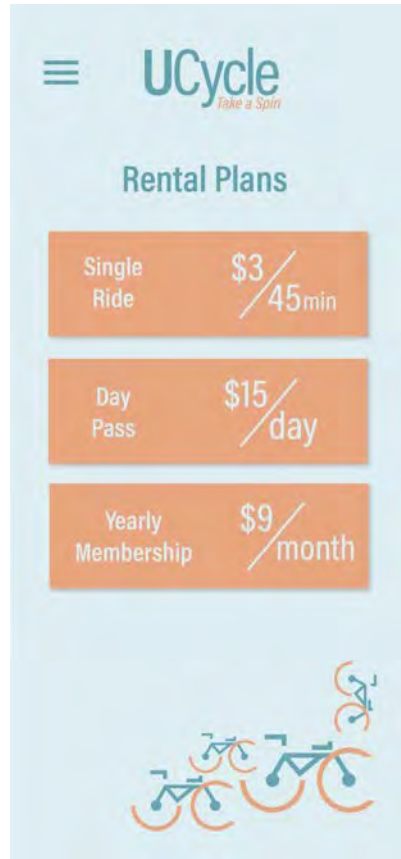 UCycle
Take a Spin
Rental Plans
Single
Ride
$3/45min
Day
Pass
$15/day
Yearly
Membership
$9/month